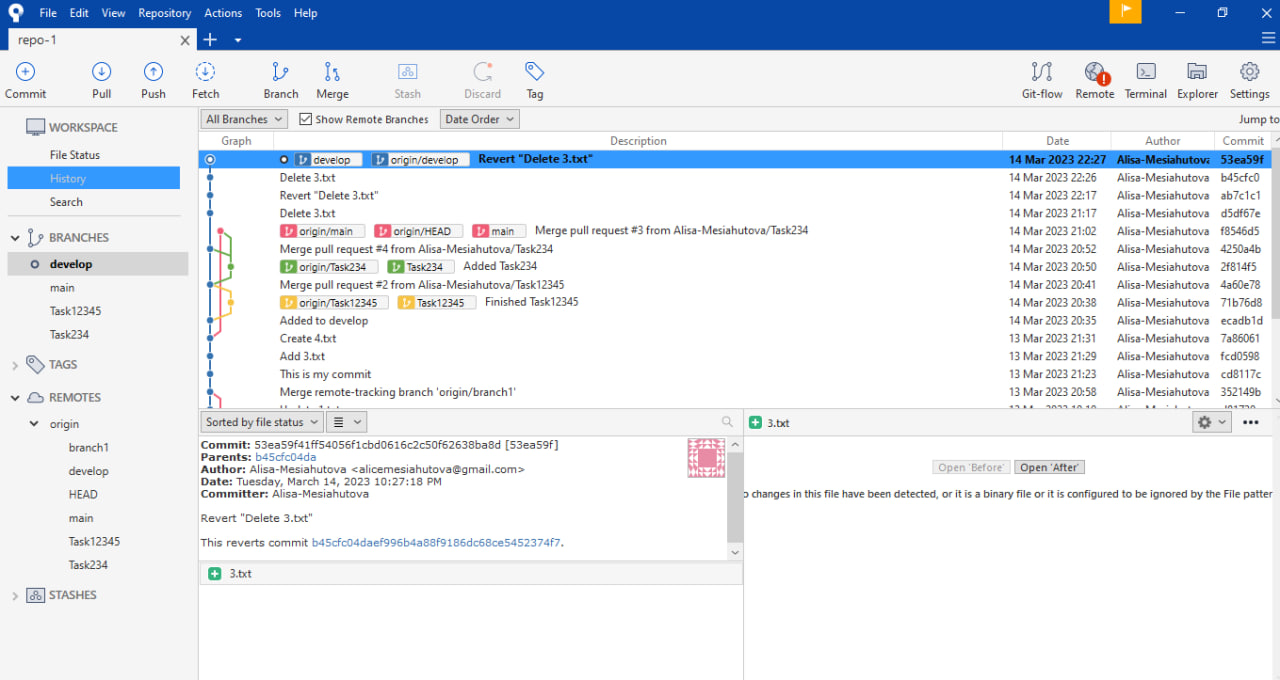 File Edit View Repository Actions Tools Help
repo-1
Commit Pull Push Fetch Branch Merge Stash Discard Tag Git-flow Remote Terminal Explorer Settings
WORKSPACE
File Status
History
Search
BRANCHES
develop
main
Task12345
Task234
TAGS
REMOTES
origin
branch1
develop
HEAD
main
Task12345
Task234
STASHES
All Branches Show Remote Branches Date Order Jump to
Graph Description Date Author Commit
develop origin/develop Revert "Delete 3.txt" 14 Mar 2023 22:27 Alisa-Mesiahutova 53ea59f
Delete 3.txt 14 Mar 2023 22:26 Alisa-Mesiahutova b45cfc0
Revert "Delete 3.txt" 14 Mar 2023 22:17 Alisa-Mesiahutova ab7c1c1
Delete 3.txt 14 Mar 2023 21:17 Alisa-Mesiahutova d5df67e
origin/main origin/HEAD main Merge pull request #3 from Alisa-Mesiahutova/Task234 14 Mar 2023 21:02 Alisa-Mesiahutova f8546d5
Merge pull request #4 from Alisa-Mesiahutova/Task234 14 Mar 2023 20:52 Alisa-Mesiahutova 4250a4b
origin/Task234 Task234 Added Task234 14 Mar 2023 20:50 Alisa-Mesiahutova 2f814f5
Merge pull request #2 from Alisa-Mesiahutova/Task12345 14 Mar 2023 20:41 Alisa-Mesiahutova 4a60e78
origin/Task12345 Task12345 Finished Task12345 14 Mar 2023 20:38 Alisa-Mesiahutova 71b76d8
Added to develop 14 Mar 2023 20:35 Alisa-Mesiahutova ecadb1d
Create 4.txt 13 Mar 2023 21:31 Alisa-Mesiahutova 7a86061
Add 3.txt 13 Mar 2023 21:29 Alisa-Mesiahutova fcd0598
This is my commit 13 Mar 2023 21:23 Alisa-Mesiahutova cd8117c
Merge remote-tracking branch 'origin/branch1' 13 Mar 2023 20:58 Alisa-Mesiahutova 352149b
Sorted by file status
Commit: 53ea59f41ff54056f1cbd0616c2c50f62638ba8d [53ea59f]
Parents: b45cfc04da
Author: Alisa-Mesiahutova <alicemesiahutova@gmail.com>
Date: Tuesday, March 14, 2023 10:27:18 PM
Committer: Alisa-Mesiahutova
Revert "Delete 3.txt"
This reverts commit b45cfc04daef996b4a88f9186dc68ce5452374f7.
3.txt
3.txt
Open 'Before' Open 'After'
o changes in this file have been detected, or it is a binary file or it is configured to be ignored by the File patter